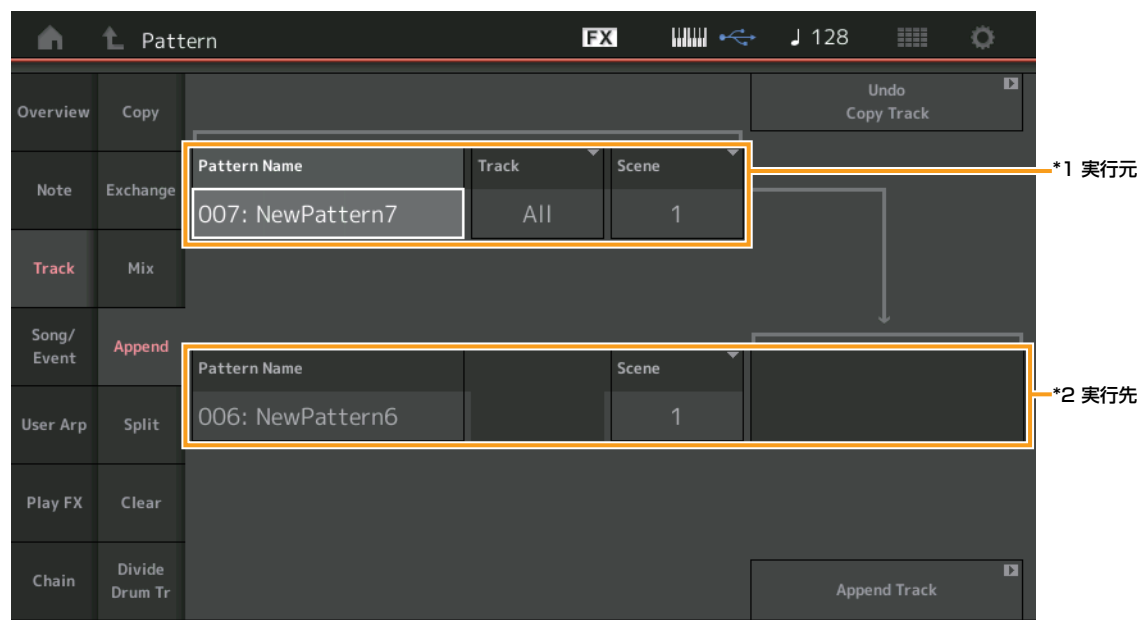 Pattern
FX
♩ 128
Overview
Copy
Undo
Copy Track
Note
Exchange
Pattern Name
Track
Scene
007: NewPattern7
All
1
*1 実行元
Track
Mix
Song/
Event
Append
Pattern Name
Scene
006: NewPattern6
1
*2 実行先
User Arp
Split
Play FX
Clear
Chain
Divide
Drum Tr
Append Track